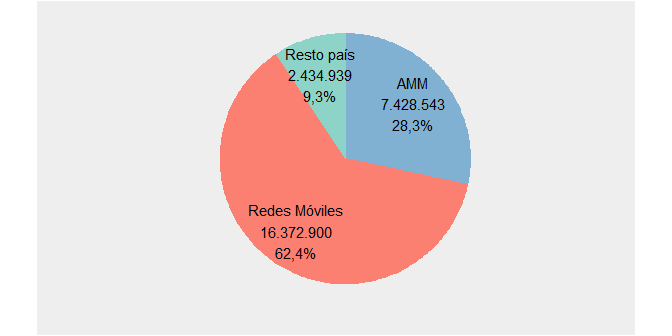 Resto país
2.434.939
9,3%
AMM
7.428.543
28,3%
Redes Móviles
16.372.900
62,4%